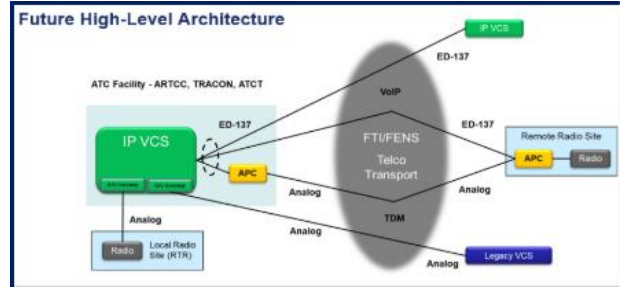 Future High-Level Architecture
IP VCS
ED-137
ATC Facility - ARTCC, TRACON, ATCT
VoIP
ED-137
ED-137
IP VCS
FTI/FENS
Telco
Transport
Remote Radio Site
APC
Radio
APC
Analog
Analog
Analog
TDM
Analog
Radio
Local Radio
Site (RTR)
Analog
Legacy VCS